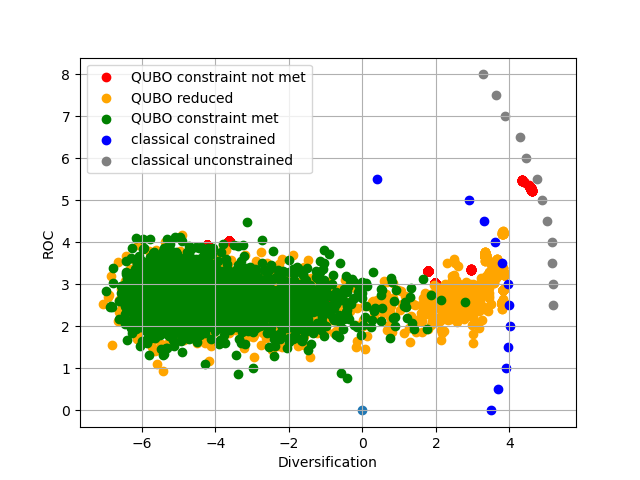 QUBO constraint not met
QUBO reduced
QUBO constraint met
classical constrained
classical unconstrained
8
7
6
5
4
3
2
1
0
ROC
−6 −4 −2 0 2 4
Diversification